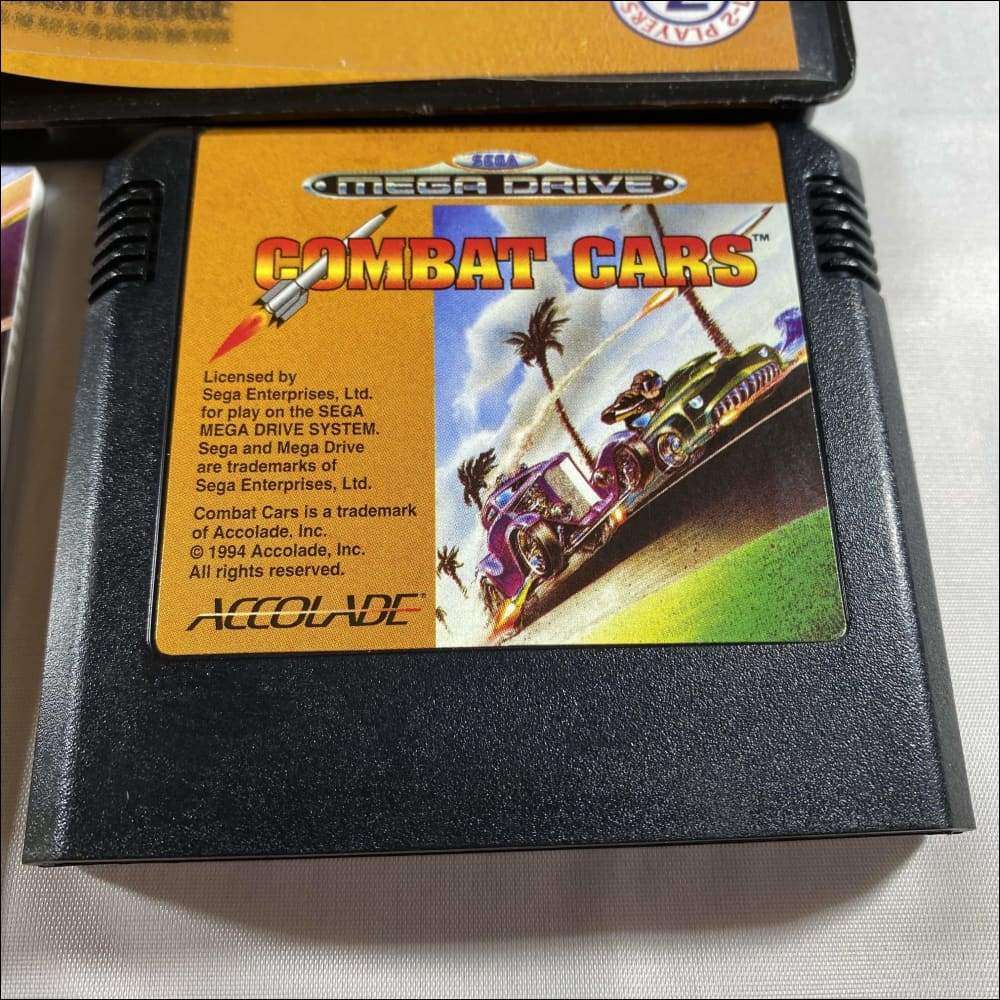 1-2 PLAYERS
2
SEGA
MEGA DRIVE
COMBAT CARS™
Licensed by
Sega Enterprises, Ltd.
for play on the SEGA
MEGA DRIVE SYSTEM.
Sega and Mega Drive
are trademarks of
Sega Enterprises, Ltd.
Combat Cars is a trademark
of Accolade, Inc.
© 1994 Accolade, Inc.
All rights reserved.
ACCOLADE®